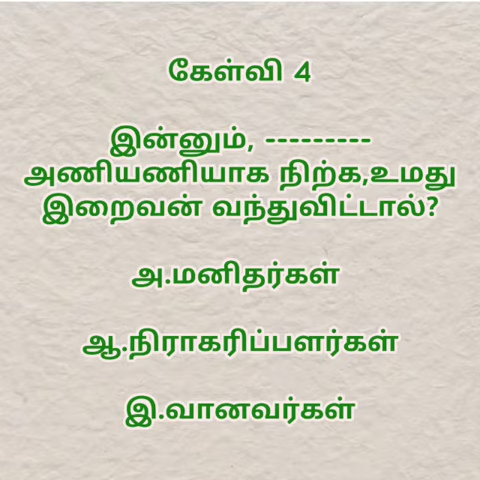 கேள்வி 4
இன்னும், ---------
அணியணியாக நிற்க,உமது
இறைவன் வந்துவிட்டால்?
அ.மனிதர்கள்
ஆ.நிராகரிப்பளர்கள்
இ.வானவர்கள்